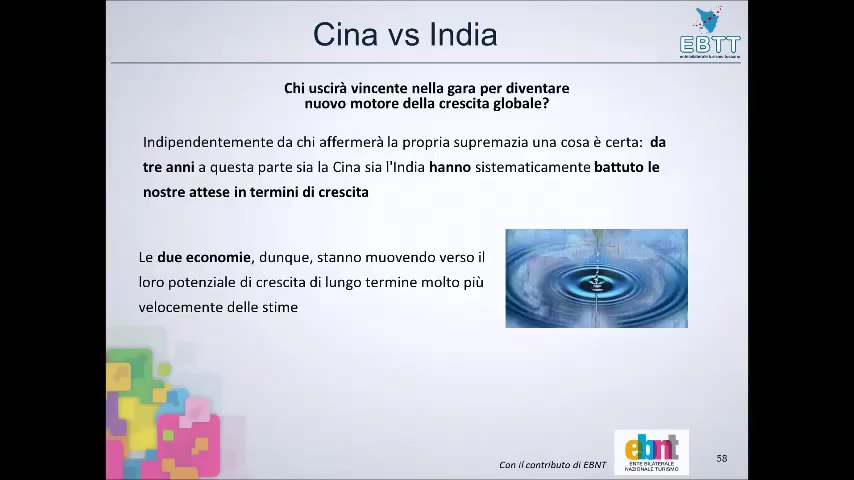 Cina vs India
EBTT
ente bilaterale turismo toscano
Chi uscirà vincente nella gara per diventare
nuovo motore della crescita globale?
Indipendentemente da chi affermerà la propria supremazia una cosa è certa: da
tre anni a questa parte sia la Cina sia l'India hanno sistematicamente battuto le
nostre attese in termini di crescita
Le due economie, dunque, stanno muovendo verso il
loro potenziale di crescita di lungo termine molto più
velocemente delle stime
Con il contributo di EBNT
ebnt
ENTE BILATERALE
NAZIONALE TURISMO
58